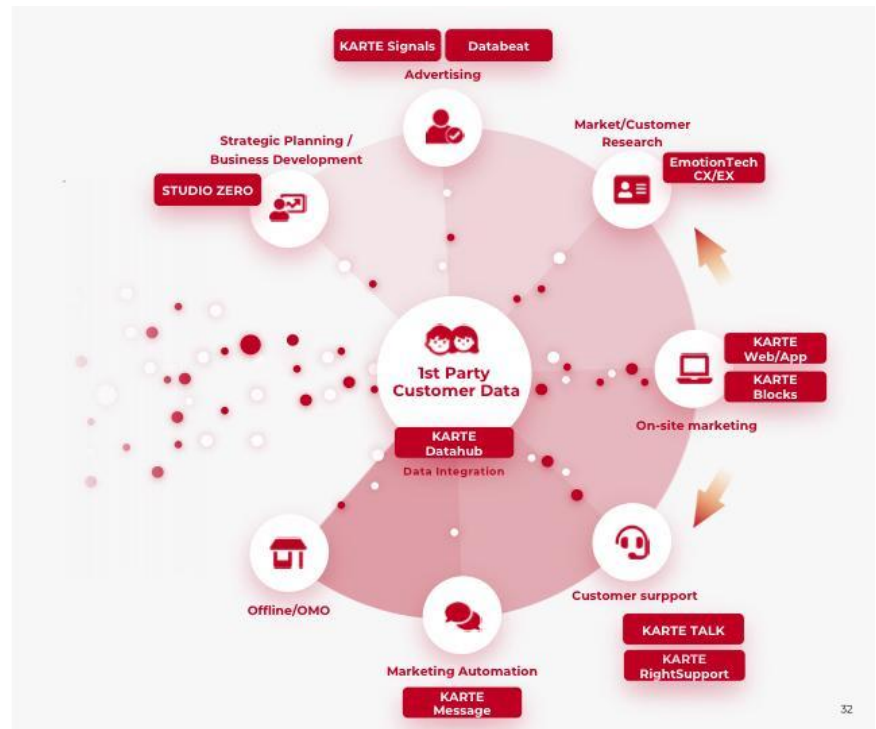 KARTE Signals
Databeat
Advertising
Strategic Planning /
Business Development
STUDIO ZERO
Market/Customer
Research
EmotionTech
CX/EX
1st Party
Customer Data
KARTE
Datahub
Data Integration
KARTE
Web/App
KARTE
Blocks
On-site marketing
Offline/OMO
Customer surpport
KARTE TALK
KARTE
RightSupport
Marketing Automation
KARTE
Message
32